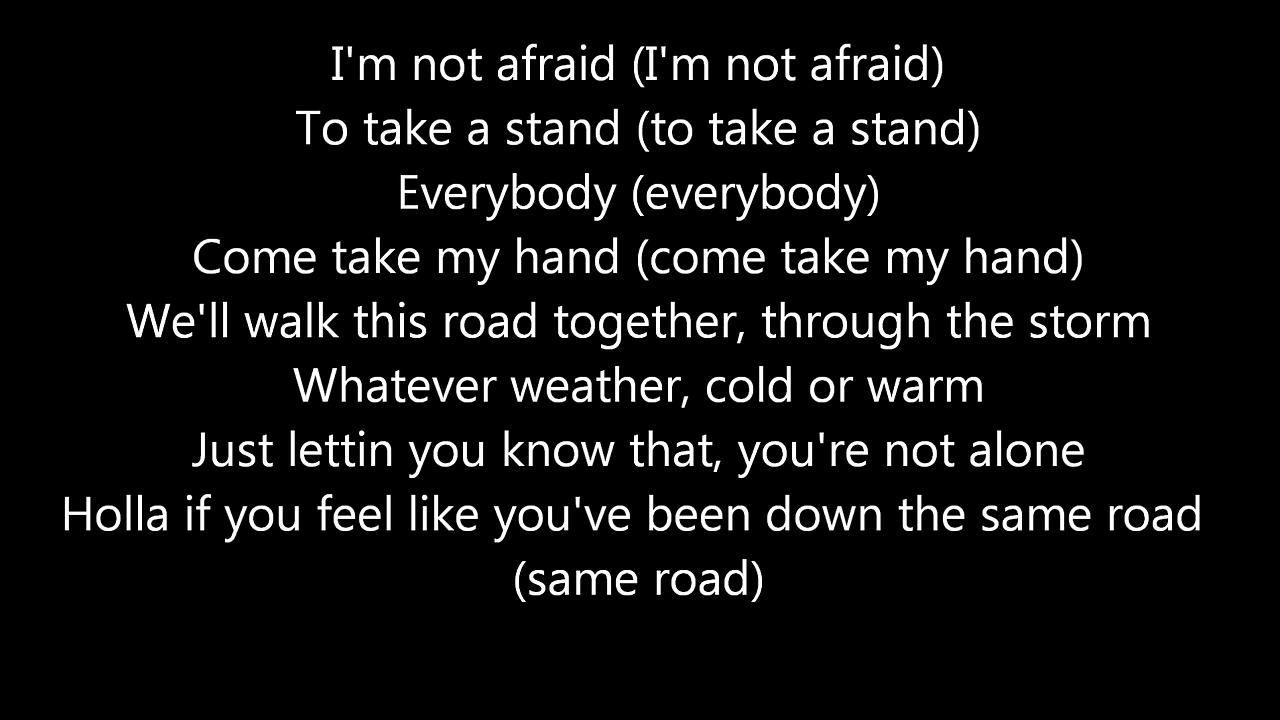 I'm not afraid (I'm not afraid)
To take a stand (to take a stand)
Everybody (everybody)
Come take my hand (come take my hand)
We'll walk this road together, through the storm
Whatever weather, cold or warm
Just lettin you know that, you're not alone
Holla if you feel like you've been down the same road
(same road)